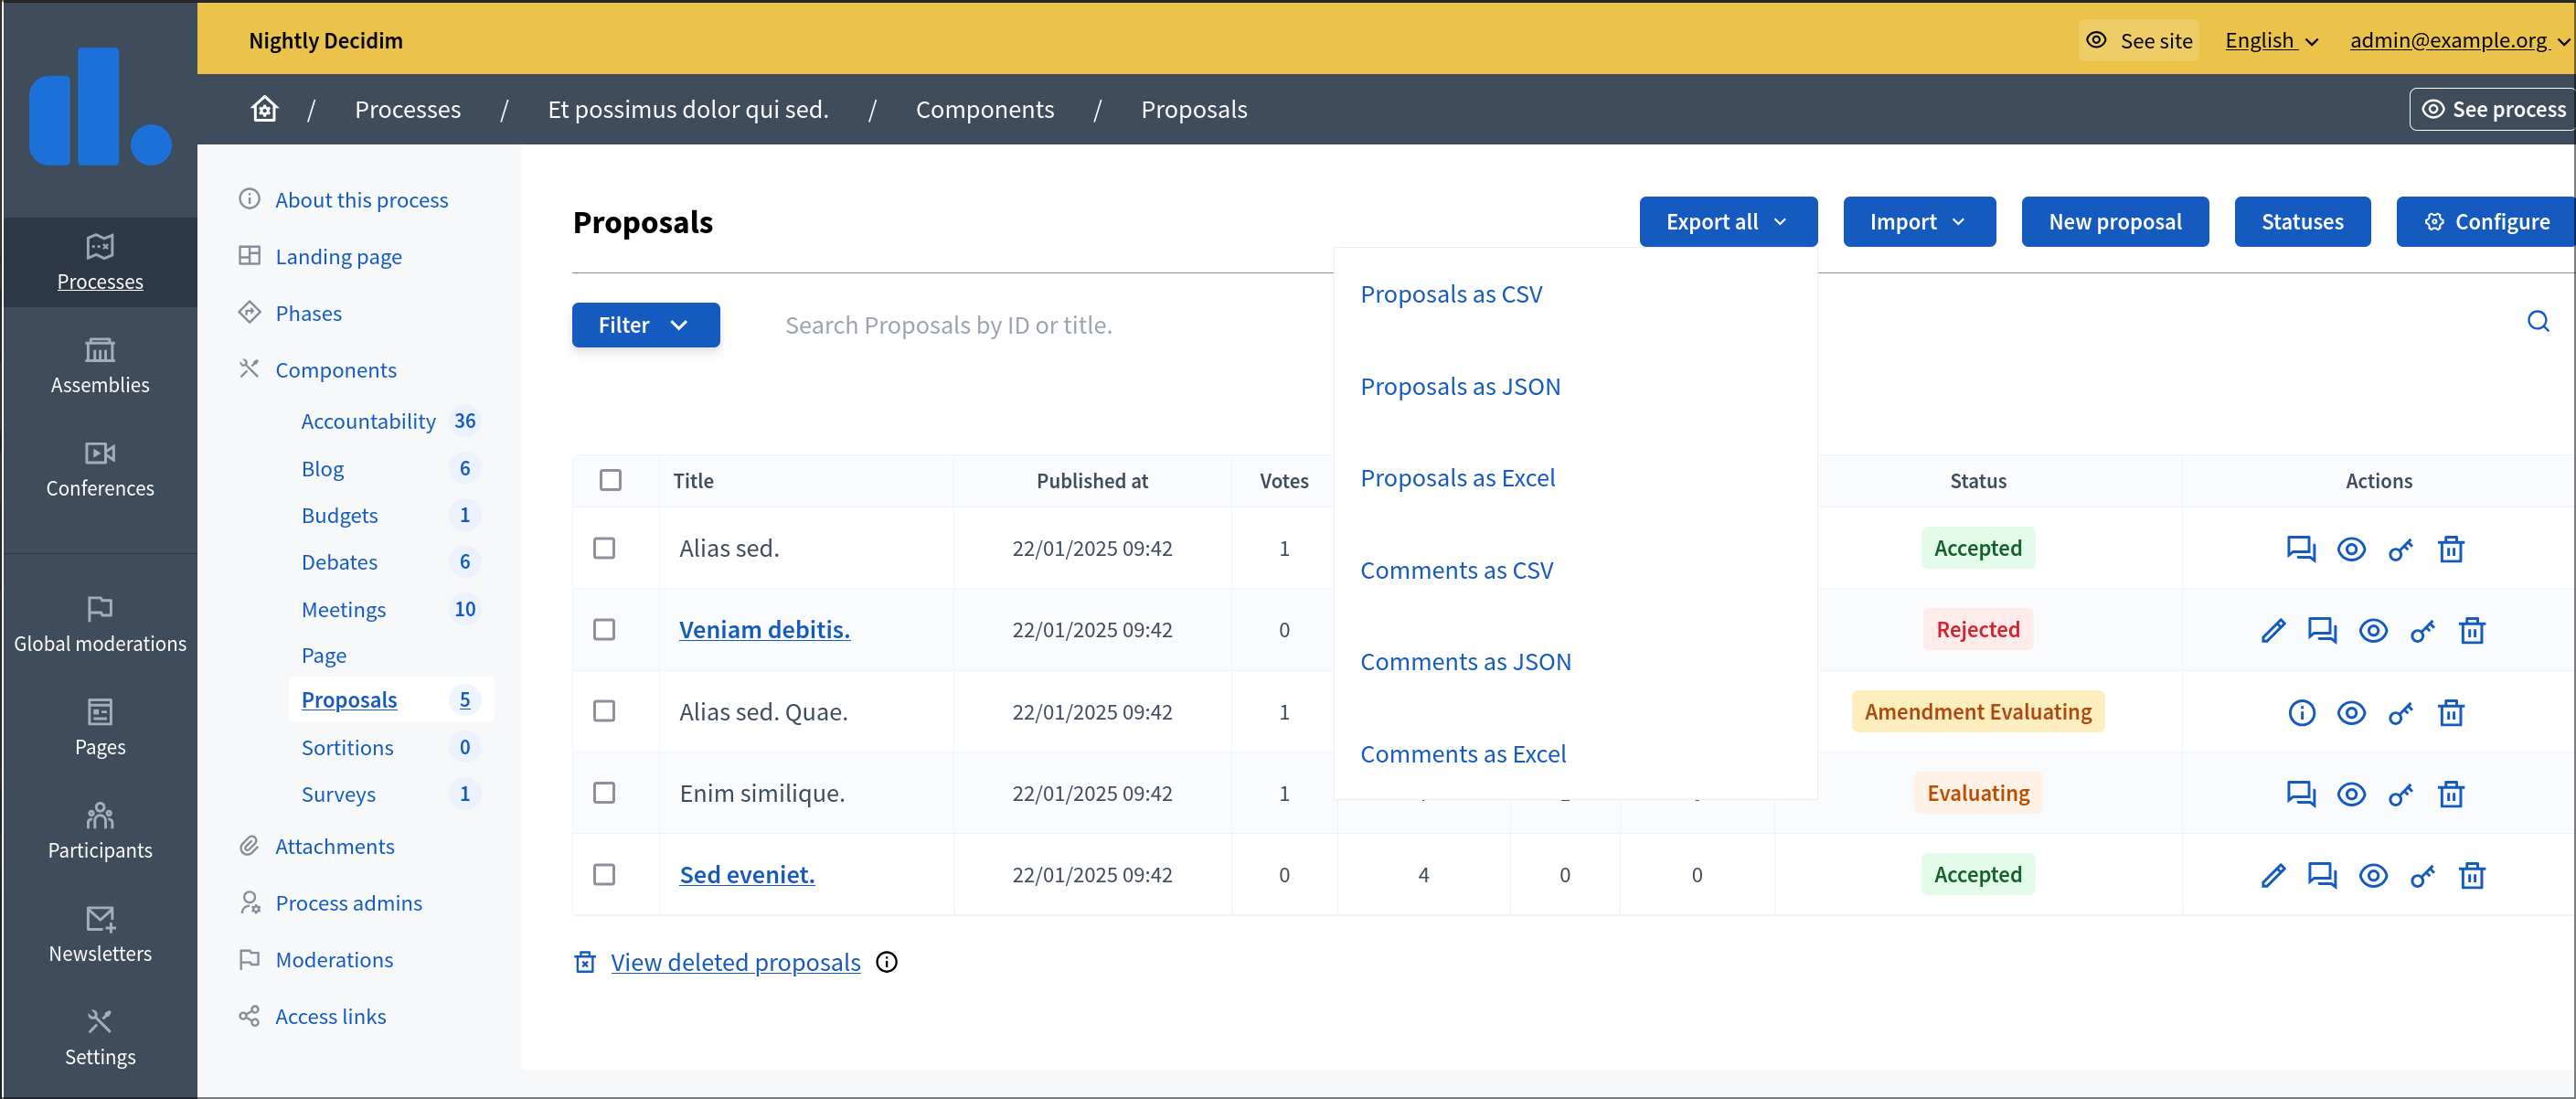 Nightly Decidim
See site
English
admin@example.org
/ Processes / Et possimus dolor qui sed. / Components / Proposals
See process
Processes
Assemblies
Conferences
Global moderations
Pages
Participants
Newsletters
Settings
About this process
Landing page
Phases
Components
Accountability 36
Blog 6
Budgets 1
Debates 6
Meetings 10
Page
Proposals 5
Sortitions 0
Surveys 1
Attachments
Process admins
Moderations
Access links
Proposals
Export all
Import
New proposal
Statuses
Configure
Proposals as CSV
Proposals as JSON
Proposals as Excel
Comments as CSV
Comments as JSON
Comments as Excel
Filter
Search Proposals by ID or title.
Title Published at Votes Status Actions
Alias sed. 22/01/2025 09:42 1 Accepted
Veniam debitis. 22/01/2025 09:42 0 Rejected
Alias sed. Quae. 22/01/2025 09:42 1 Amendment Evaluating
Enim similique. 22/01/2025 09:42 1 Evaluating
Sed eveniet. 22/01/2025 09:42 0 4 0 0 Accepted
View deleted proposals